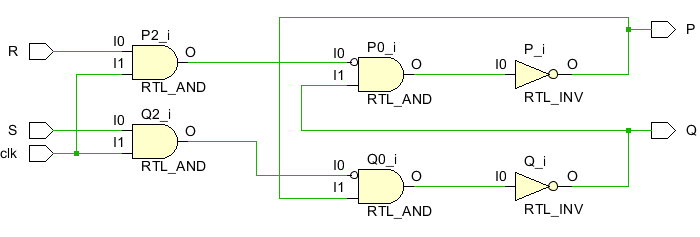 P2_i
P0_i
P_i
P
R
I0
I1
O
I0
I1
O
I0
O
RTL_AND
RTL_AND
RTL_INV
Q2_i
S
I0
I1
O
Q
clk
RTL_AND
Q0_i
Q_i
I0
I1
O
I0
O
RTL_AND
RTL_INV